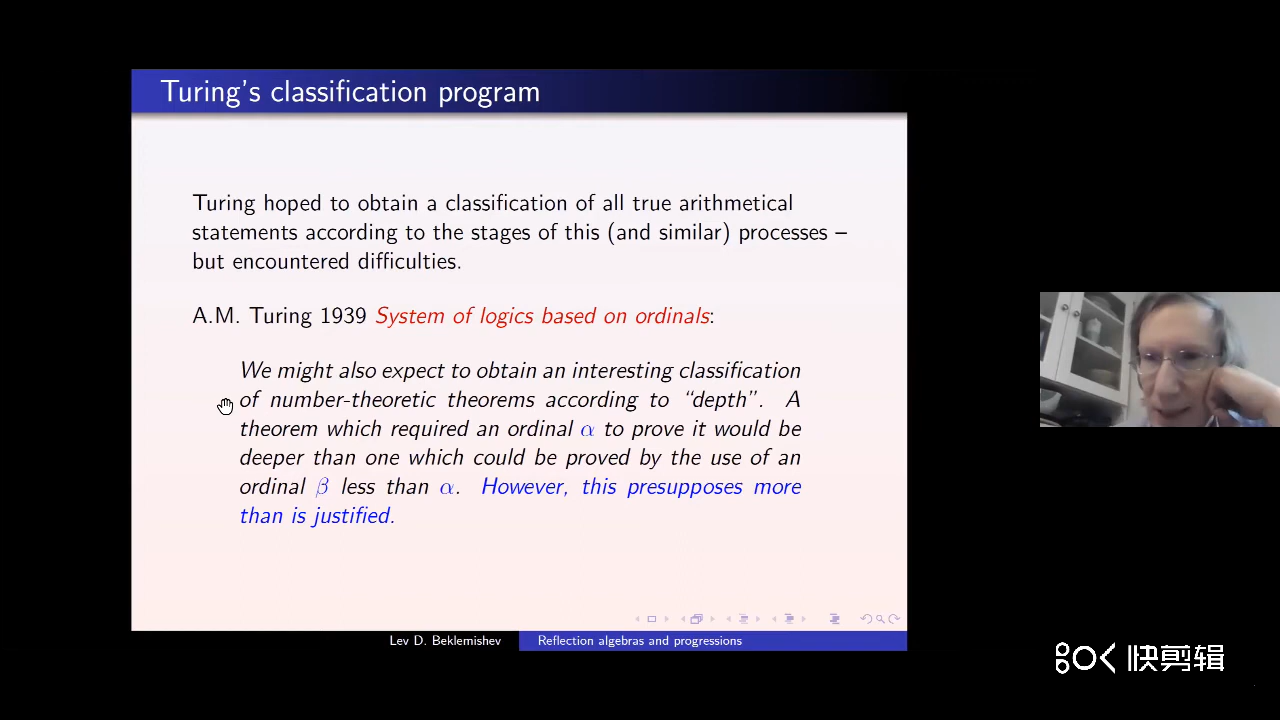 Turing's classification program
Turing hoped to obtain a classification of all true arithmetical
statements according to the stages of this (and similar) processes –
but encountered difficulties.
A.M. Turing 1939 System of logics based on ordinals:
We might also expect to obtain an interesting classification
of number-theoretic theorems according to “depth”. A
theorem which required an ordinal α to prove it would be
deeper than one which could be proved by the use of an
ordinal β less than α. However, this presupposes more
than is justified.
Lev D. Beklemishev
Reflection algebras and progressions
快剪辑